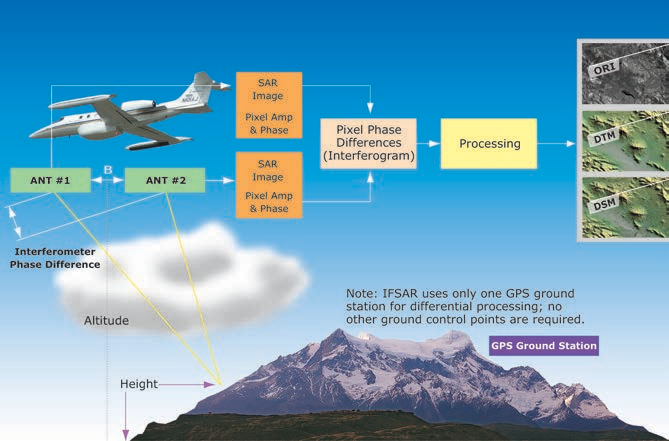 SAR
Image
Pixel Amp
& Phase
ORI
Pixel Phase
Differences
(Interferogram)
Processing
DTM
ANT #1
B
ANT #2
SAR
Image
Pixel Amp
& Phase
DSM
Interferometer
Phase Difference
Altitude
Note: IFSAR uses only one GPS ground
station for differential processing; no
other ground control points are required.
GPS Ground Station
Height